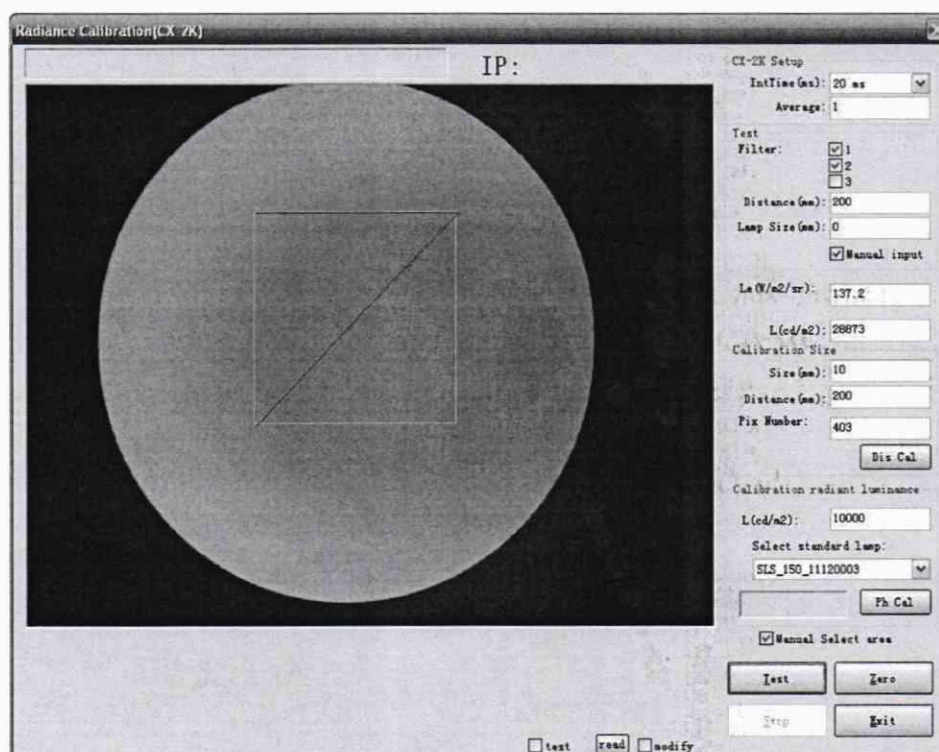 Radiance Calibration(CX-2K)
IP:
CX-2K Setup
IntTime(ms): 20 ms
Average: 1
Test
Filter: 1
2
3
Distance(mm): 200
Lamp Size(mm): 0
Manual input
Le(W/m2/sr): 137.2
L(cd/m2): 28873
Calibration Size
Size(mm): 10
Distance(mm): 200
Pix Number: 403
Dis Cal
Calibration radiant luminance
L(cd/m2): 10000
Select standard lamp:
SLS_150_11120003
Ph Cal
Manual Select area
Test Zero
Stop Exit
test read modify